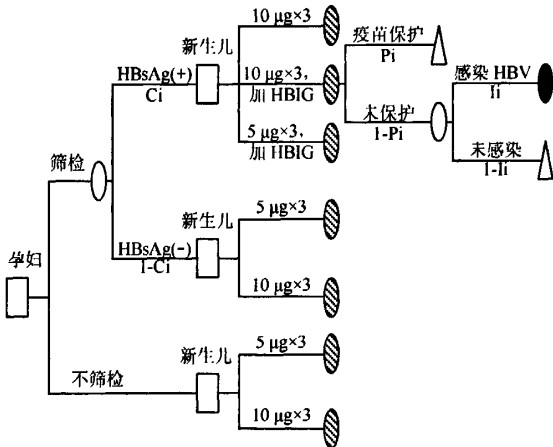 10 μg×3
新生儿
疫苗保护
Pi
HBsAg(+)
Ci
10 μg×3,
加 HBIG
感染 HBV
Ii
未保护
1-Pi
5 μg×3,
加 HBIG
未感染
1-Ii
筛检
新生儿
5 μg×3
HBsAg(−)
1-Ci
孕妇
10 μg×3
新生儿
5 μg×3
不筛检
10 μg×3